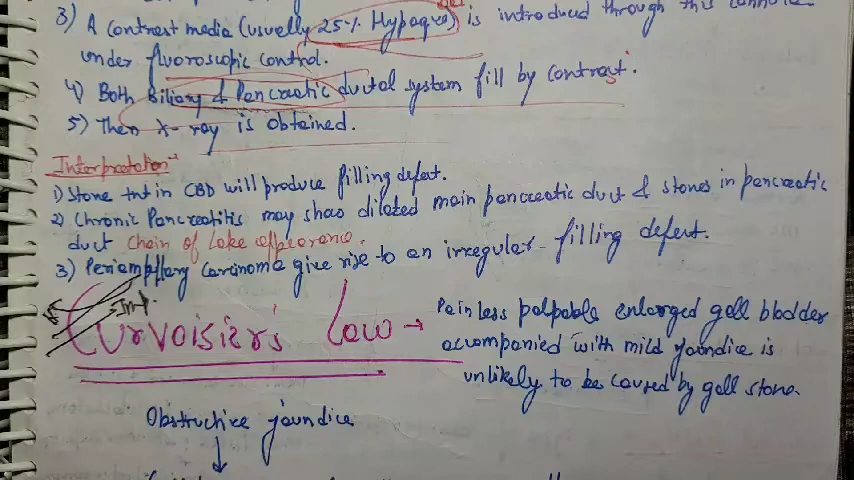 3) A contrast media (usually 25% Hypaque) is introduced through this cannula
under fluoroscopic control.
4) Both Biliary & Pancreatic ductal system fill by contrast.
5) Then X-ray is obtained.
Interpretation -
1) Stone in CBD will produce filling defect.
2) Chronic Pancreatitis may show dilated main pancreatic duct & stones in pancreatic
duct Chain of Lake appearance.
3) Periampullary carcinoma give rise to an irregular filling defect.
Imp.
Curvoisier's Law → Painless palpable enlarged gall bladder
accompanied with mild jaundice is
unlikely to be caused by gall stone.
Obstructive jaundice
↓